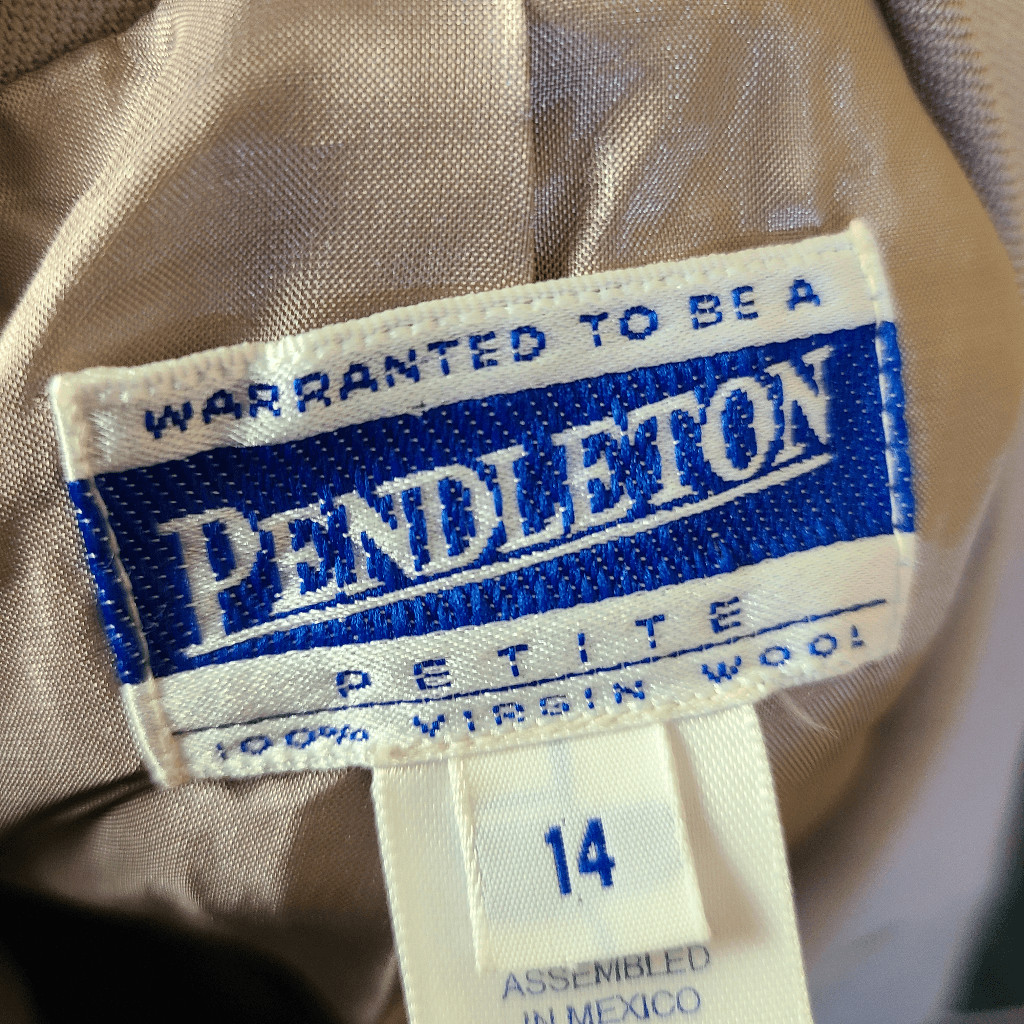 WARRANTED TO BE A
PENDLETON
PETITE
100% VIRGIN WOOL
14
ASSEMBLED
IN MEXICO